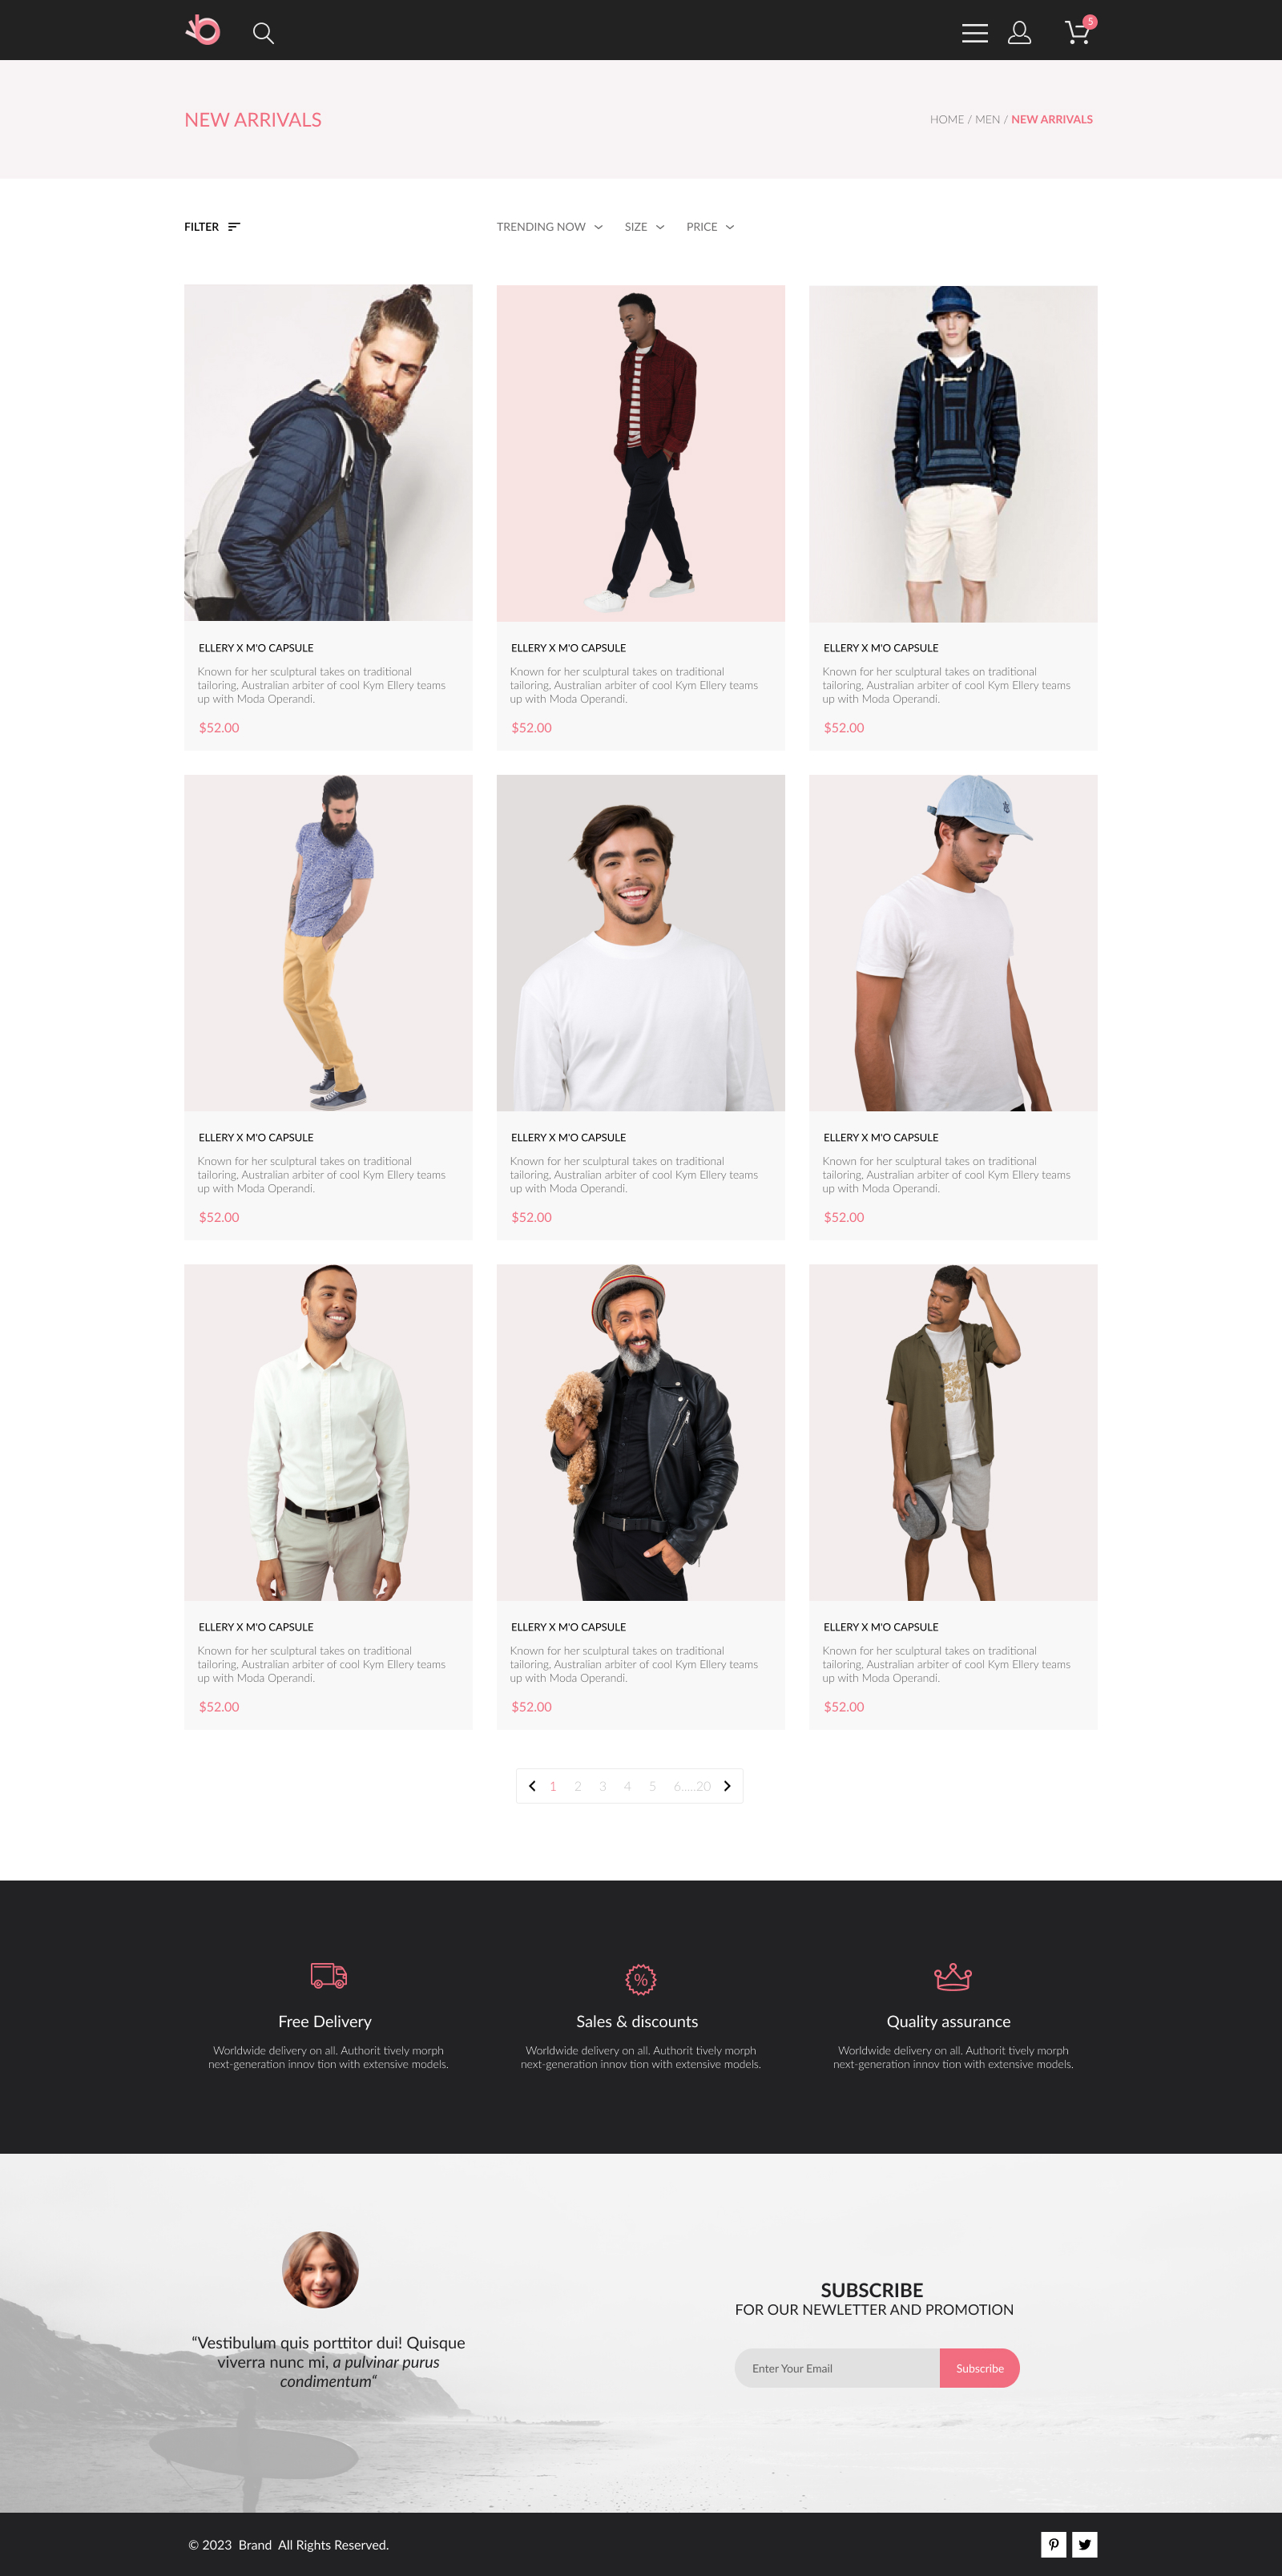 5
NEW ARRIVALS
HOME / MEN / NEW ARRIVALS
FILTER
TRENDING NOW
SIZE
PRICE
ELLERY X M'O CAPSULE
Known for her sculptural takes on traditional
tailoring, Australian arbiter of cool Kym Ellery teams
up with Moda Operandi.
$52.00
ELLERY X M'O CAPSULE
Known for her sculptural takes on traditional
tailoring, Australian arbiter of cool Kym Ellery teams
up with Moda Operandi.
$52.00
ELLERY X M'O CAPSULE
Known for her sculptural takes on traditional
tailoring, Australian arbiter of cool Kym Ellery teams
up with Moda Operandi.
$52.00
ELLERY X M'O CAPSULE
Known for her sculptural takes on traditional
tailoring, Australian arbiter of cool Kym Ellery teams
up with Moda Operandi.
$52.00
ELLERY X M'O CAPSULE
Known for her sculptural takes on traditional
tailoring, Australian arbiter of cool Kym Ellery teams
up with Moda Operandi.
$52.00
ELLERY X M'O CAPSULE
Known for her sculptural takes on traditional
tailoring, Australian arbiter of cool Kym Ellery teams
up with Moda Operandi.
$52.00
ELLERY X M'O CAPSULE
Known for her sculptural takes on traditional
tailoring, Australian arbiter of cool Kym Ellery teams
up with Moda Operandi.
$52.00
ELLERY X M'O CAPSULE
Known for her sculptural takes on traditional
tailoring, Australian arbiter of cool Kym Ellery teams
up with Moda Operandi.
$52.00
ELLERY X M'O CAPSULE
Known for her sculptural takes on traditional
tailoring, Australian arbiter of cool Kym Ellery teams
up with Moda Operandi.
$52.00
1 2 3 4 5 6.....20
%
Free Delivery
Worldwide delivery on all. Authorit tively morph
next-generation innov tion with extensive models.
Sales & discounts
Worldwide delivery on all. Authorit tively morph
next-generation innov tion with extensive models.
Quality assurance
Worldwide delivery on all. Authorit tively morph
next-generation innov tion with extensive models.
“Vestibulum quis porttitor dui! Quisque
viverra nunc mi, a pulvinar purus
condimentum“
SUBSCRIBE
FOR OUR NEWLETTER AND PROMOTION
Enter Your Email
Subscribe
© 2023 Brand All Rights Reserved.